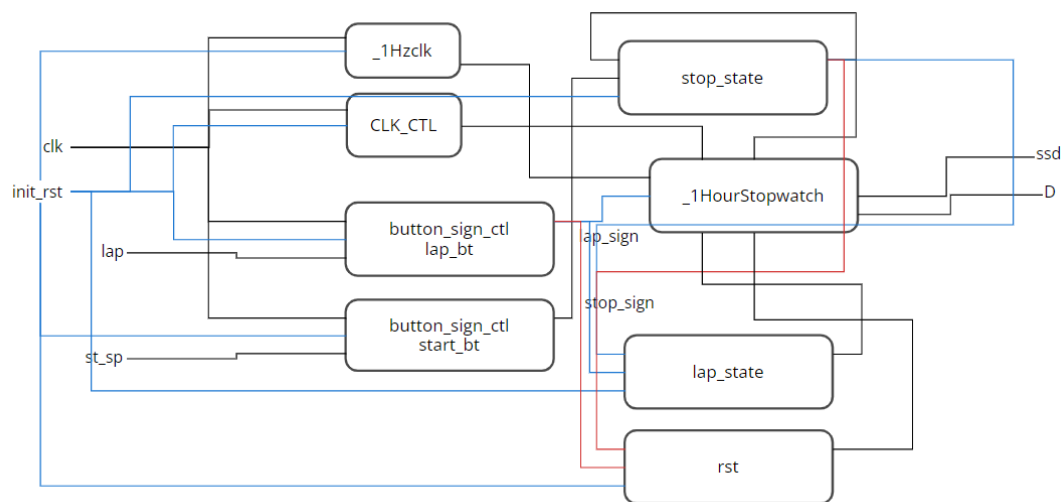 _1Hzclk
stop_state
CLK_CTL
clk
ssd
init_rst
D
_1HourStopwatch
button_sign_ctl
lap_bt
lap
ap_sign
stop_sign
button_sign_ctl
start_bt
st_sp
lap_state
rst